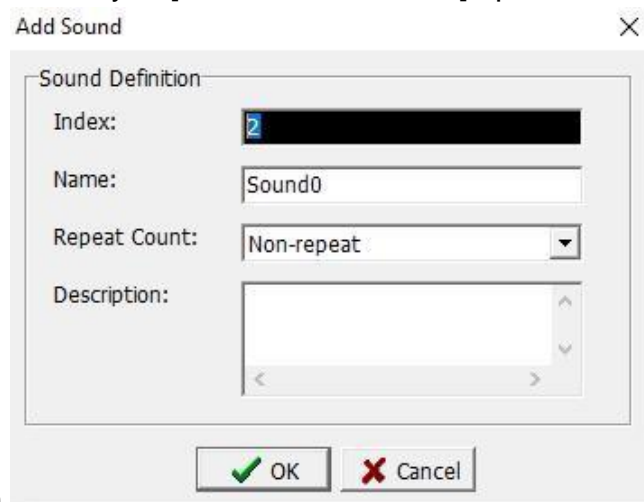 Add Sound
Sound Definition
Index:
2
Name:
Sound0
Repeat Count:
Non-repeat
Description:
OK
Cancel